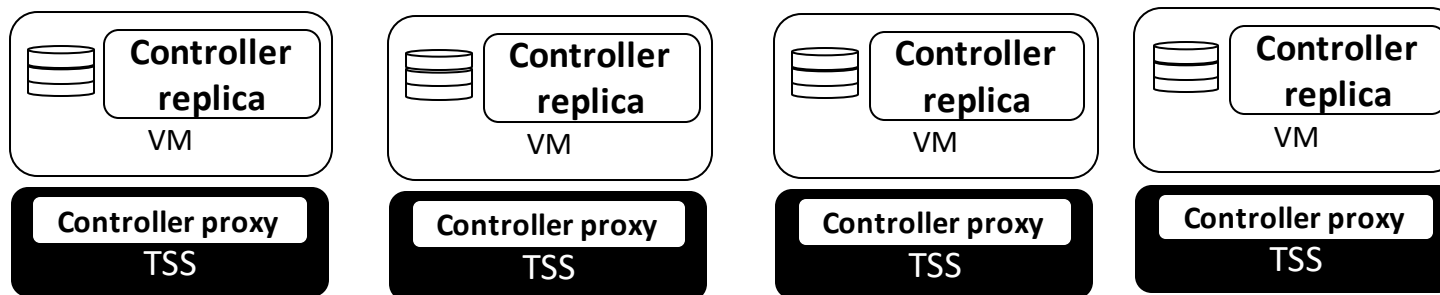 Controller
replica
VM
Controller proxy
TSS
Controller
replica
VM
Controller proxy
TSS
Controller
replica
VM
Controller proxy
TSS
Controller
replica
VM
Controller proxy
TSS